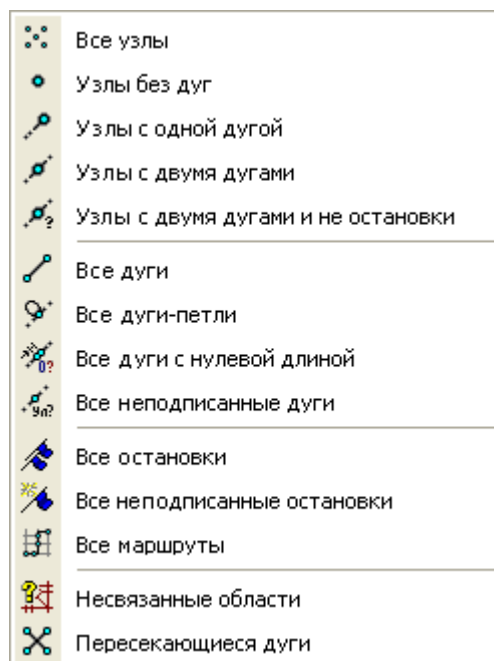 Все узлы
Узлы без дуг
Узлы с одной дугой
Узлы с двумя дугами
?
Узлы с двумя дугами и не остановки
Все дуги
Все дуги-петли
0?
Все дуги с нулевой длиной
Ул?
Все неподписанные дуги
Все остановки
Все неподписанные остановки
Все маршруты
?
Несвязанные области
Пересекающиеся дуги